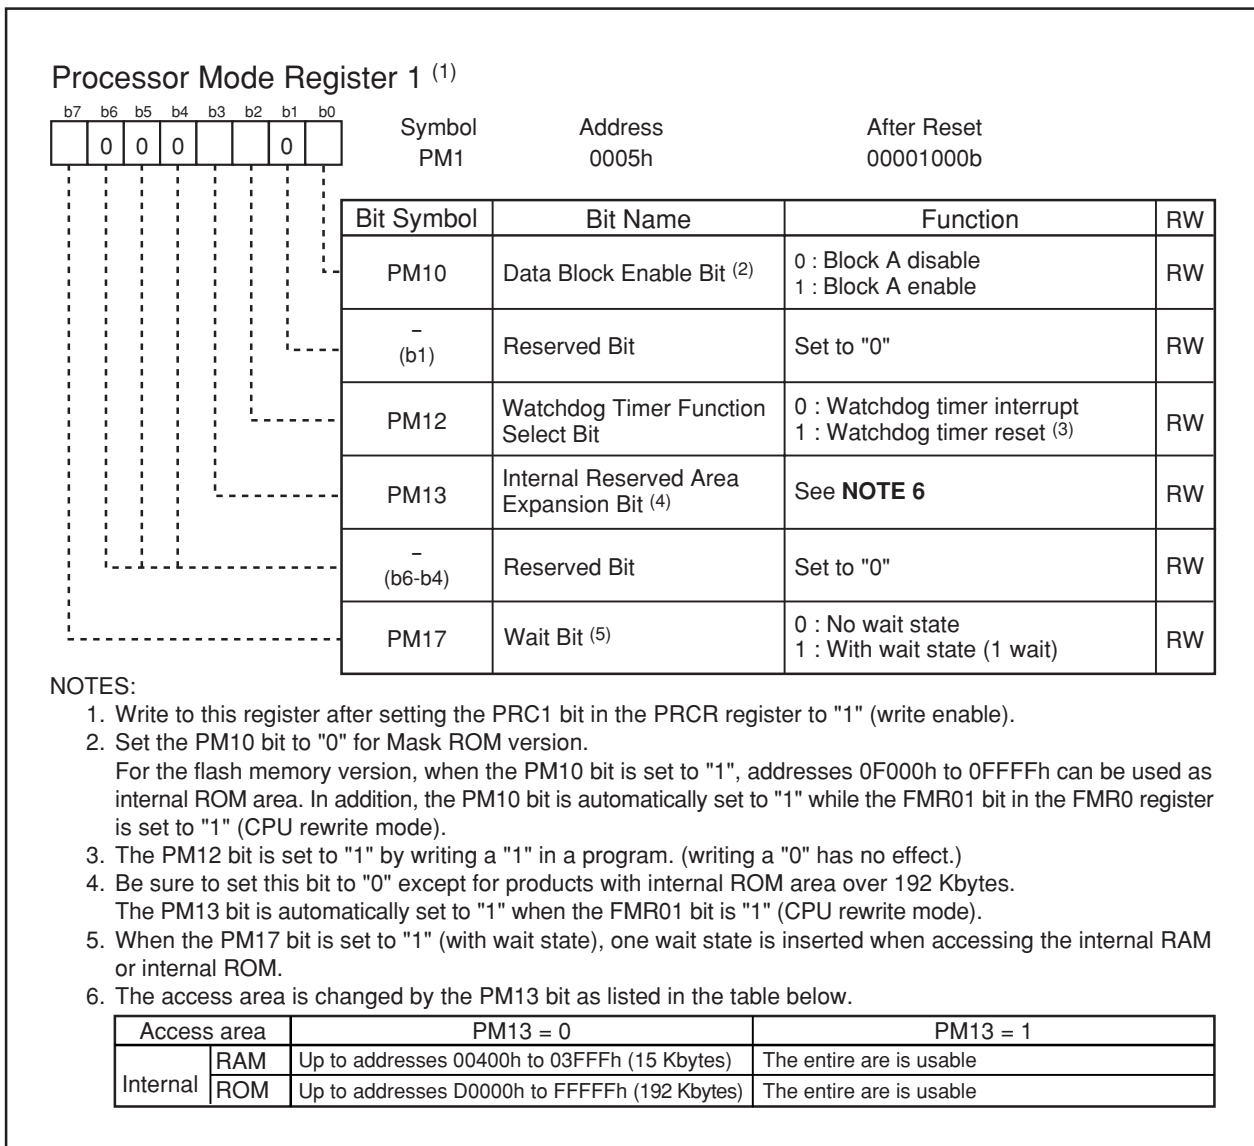 Processor Mode Register 1 (1)
b7 b6 b5 b4 b3 b2 b1 b0
0 0 0 0
Symbol Address After Reset
PM1 0005h 00001000b
Bit Symbol Bit Name Function RW
PM10 Data Block Enable Bit (2) 0 : Block A disable RW
1 : Block A enable
–
(b1) Reserved Bit Set to "0" RW
PM12 Watchdog Timer Function 0 : Watchdog timer interrupt RW
Select Bit 1 : Watchdog timer reset (3)
PM13 Internal Reserved Area See NOTE 6 RW
Expansion Bit (4)
–
(b6-b4) Reserved Bit Set to "0" RW
PM17 Wait Bit (5) 0 : No wait state RW
1 : With wait state (1 wait)
NOTES:
1. Write to this register after setting the PRC1 bit in the PRCR register to "1" (write enable).
2. Set the PM10 bit to "0" for Mask ROM version.
For the flash memory version, when the PM10 bit is set to "1", addresses 0F000h to 0FFFFh can be used as
internal ROM area. In addition, the PM10 bit is automatically set to "1" while the FMR01 bit in the FMR0 register
is set to "1" (CPU rewrite mode).
3. The PM12 bit is set to "1" by writing a "1" in a program. (writing a "0" has no effect.)
4. Be sure to set this bit to "0" except for products with internal ROM area over 192 Kbytes.
The PM13 bit is automatically set to "1" when the FMR01 bit is "1" (CPU rewrite mode).
5. When the PM17 bit is set to "1" (with wait state), one wait state is inserted when accessing the internal RAM
or internal ROM.
6. The access area is changed by the PM13 bit as listed in the table below.
Access area PM13 = 0 PM13 = 1
Internal RAM Up to addresses 00400h to 03FFFh (15 Kbytes) The entire are is usable
ROM Up to addresses D0000h to FFFFFh (192 Kbytes) The entire are is usable